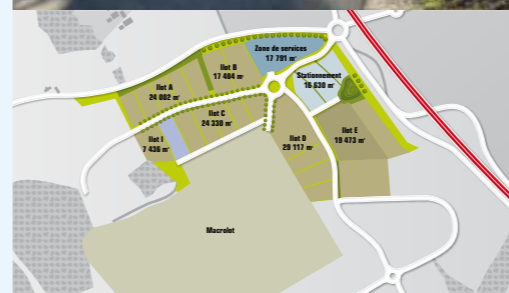 Zone de services
17 791 m²
Ilot B
17 484 m²
Stationnement
16 630 m²
Ilot A
24 002 m²
Ilot C
24 330 m²
Ilot I
7 436 m²
Ilot D
29 117 m²
Ilot E
19 473 m²
Macrolot